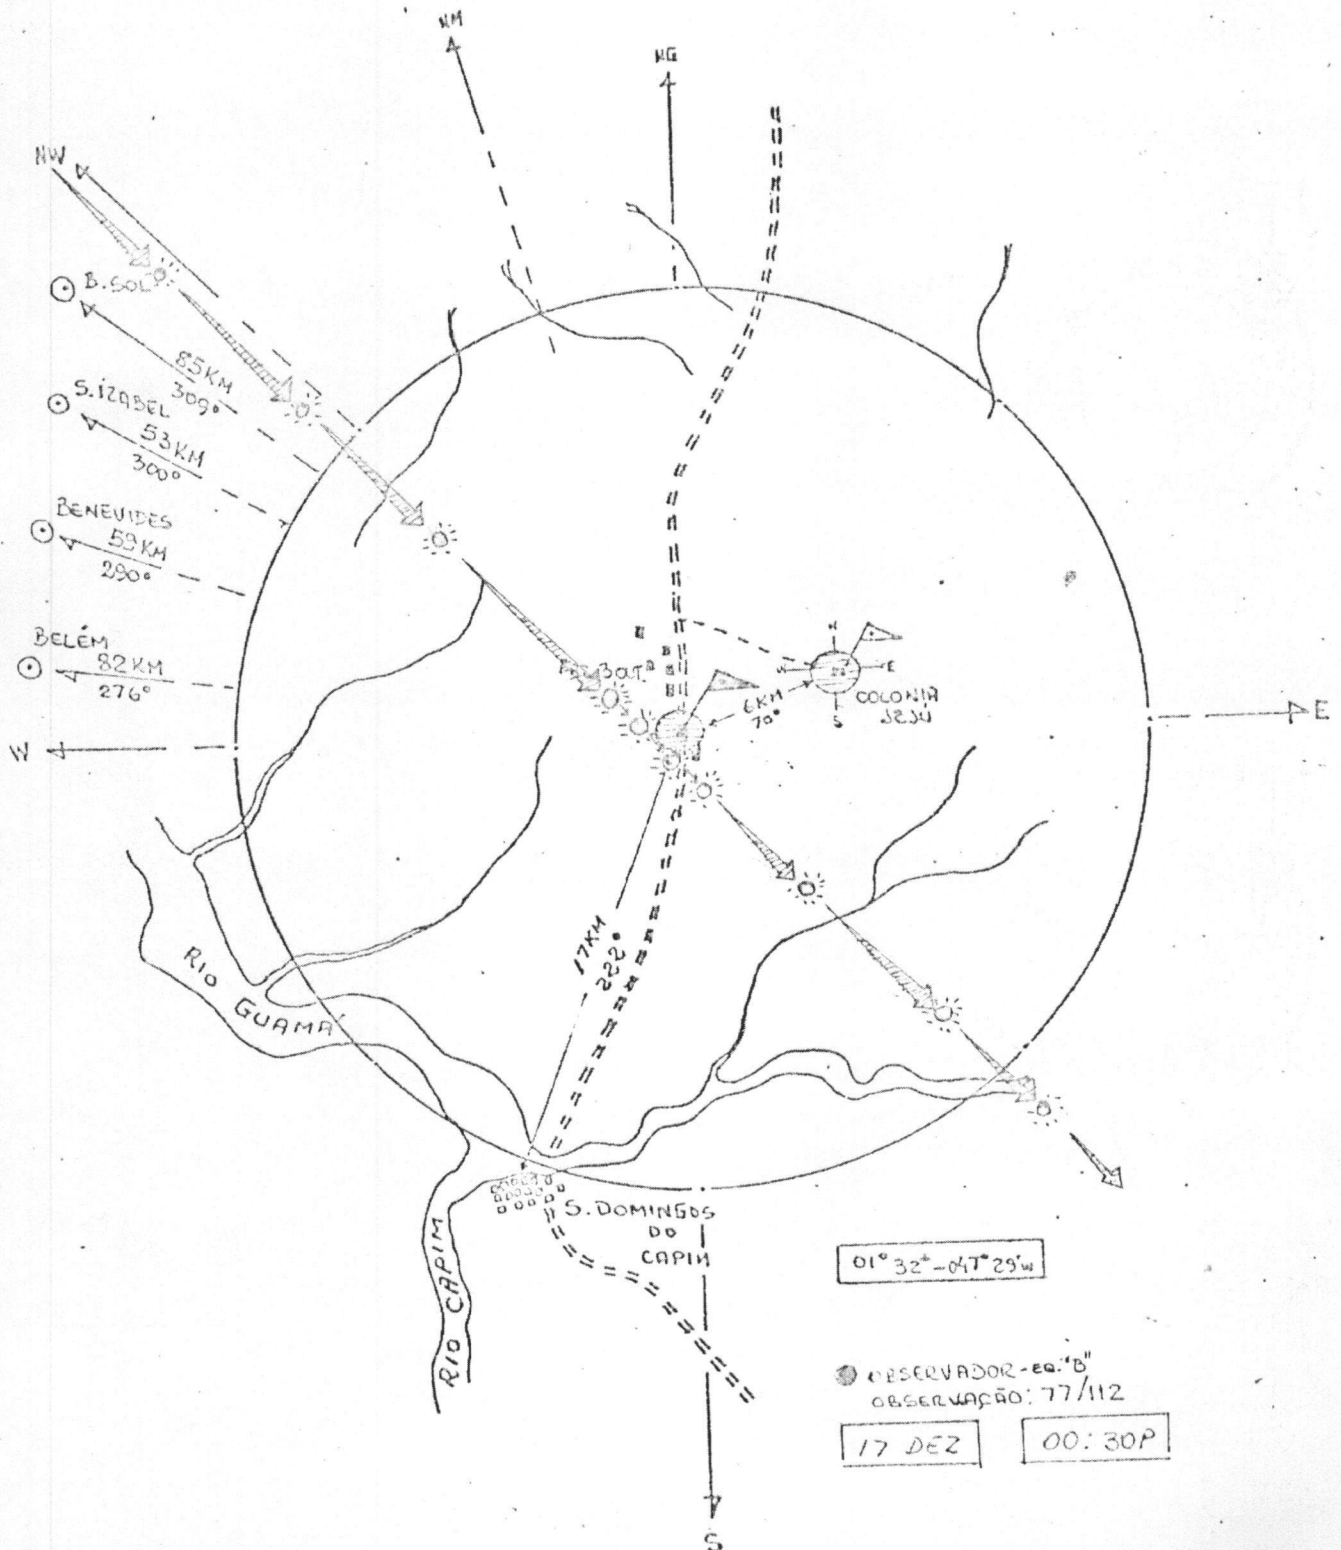 NM
NG
NW
B. SOL
85KM
309°
S. IZABEL
53KM
300°
BENEVIDES
59KM
290°
BELÉM
82KM
276°
W
E
N
W
E
S
COLONIA
6KM
70°
17KM
222°
RIO GUAMÁ
RIO CAPIM
S. DOMINGOS
DO
CAPIM
01° 32' - 047° 29'W
OBSERVADOR - EQ. "B"
OBSERVAÇÃO: 77/112
17 DEZ
00:30P
S